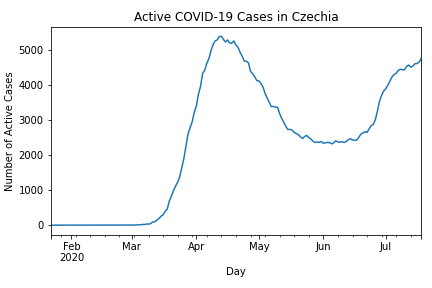 Active COVID-19 Cases in Czechia
Number of Active Cases
5000
4000
3000
2000
1000
0
Feb
2020
Mar
Apr
May
Jun
Jul
Day